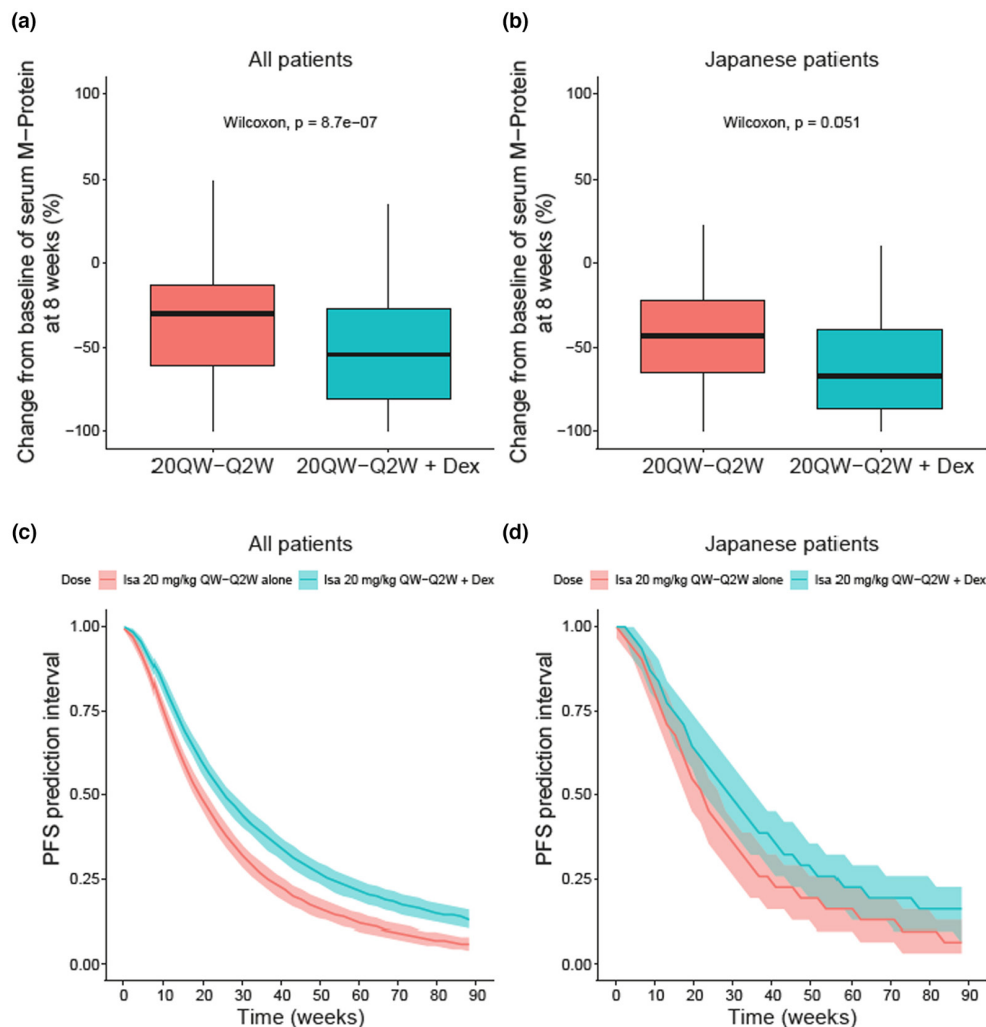 (a)
All patients
Change from baseline of serum M−Protein
at 8 weeks (%)
100
50
0
−50
−100
Wilcoxon, p = 8.7e−07
20QW−Q2W
20QW−Q2W + Dex
(b)
Japanese patients
Change from baseline of serum M−Protein
at 8 weeks (%)
100
50
0
−50
−100
Wilcoxon, p = 0.051
20QW−Q2W
20QW−Q2W + Dex
(c)
All patients
Dose Isa 20 mg/kg QW−Q2W alone Isa 20 mg/kg QW−Q2W + Dex
PFS prediction interval
1.00
0.75
0.50
0.25
0.00
0 10 20 30 40 50 60 70 80 90
Time (weeks)
(d)
Japanese patients
Dose Isa 20 mg/kg QW−Q2W alone Isa 20 mg/kg QW−Q2W + Dex
PFS prediction interval
1.00
0.75
0.50
0.25
0.00
0 10 20 30 40 50 60 70 80 90
Time (weeks)